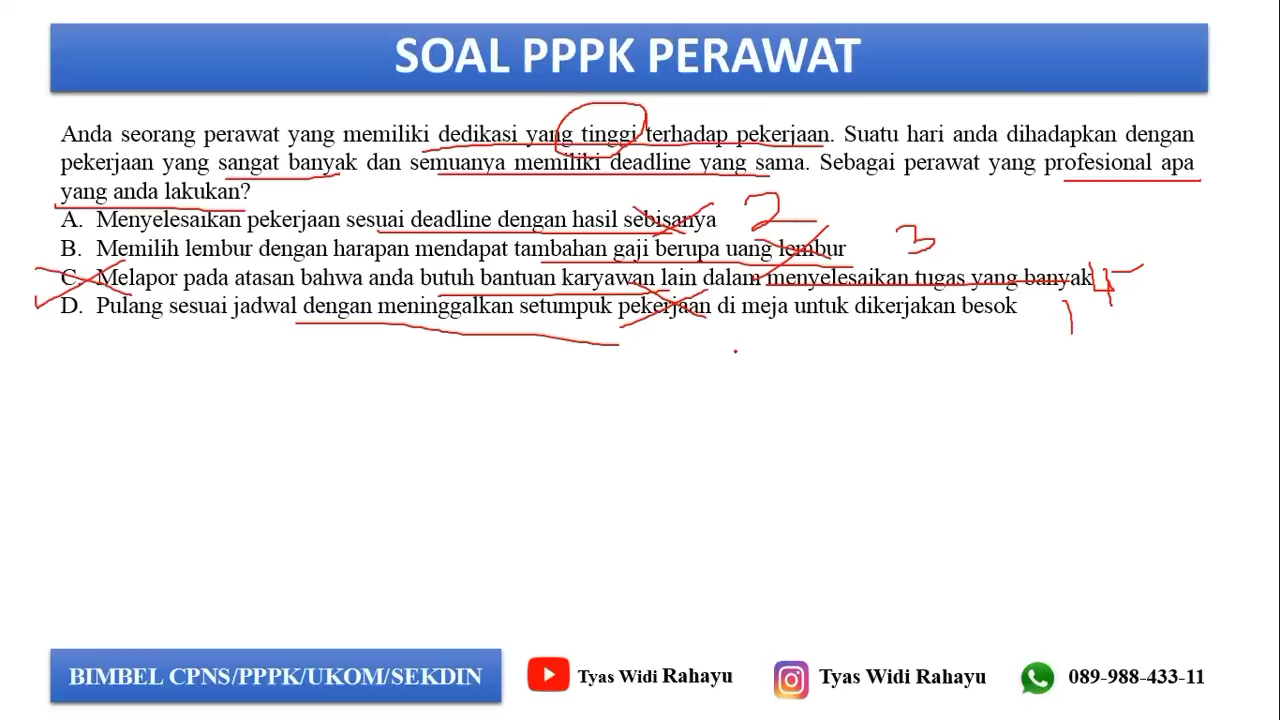 SOAL PPPK PERAWAT
Anda seorang perawat yang memiliki dedikasi yang tinggi terhadap pekerjaan. Suatu hari anda dihadapkan dengan
pekerjaan yang sangat banyak dan semuanya memiliki deadline yang sama. Sebagai perawat yang profesional apa
yang anda lakukan?
A. Menyelesaikan pekerjaan sesuai deadline dengan hasil sebisanya 2
B. Memilih lembur dengan harapan mendapat tambahan gaji berupa uang lembur 3
C. Melapor pada atasan bahwa anda butuh bantuan karyawan lain dalam menyelesaikan tugas yang banyak
D. Pulang sesuai jadwal dengan meninggalkan setumpuk pekerjaan di meja untuk dikerjakan besok 1
BIMBEL CPNS/PPPK/UKOM/SEKDIN Tyas Widi Rahayu Tyas Widi Rahayu 089-988-433-11